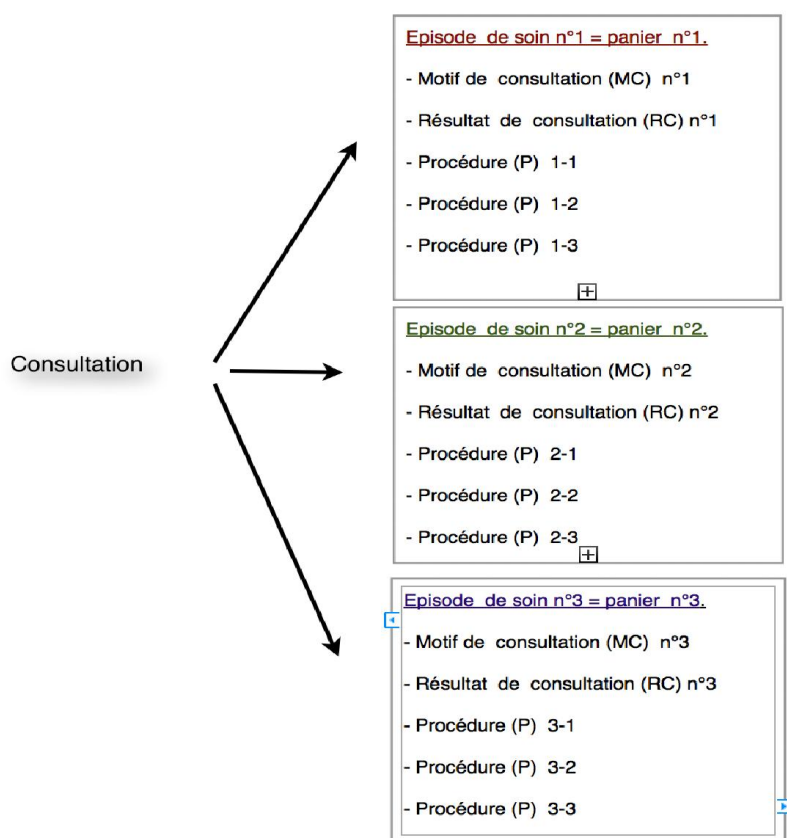 Consultation
Episode de soin n°1 = panier n°1.
- Motif de consultation (MC) n°1
- Résultat de consultation (RC) n°1
- Procédure (P) 1-1
- Procédure (P) 1-2
- Procédure (P) 1-3
Episode de soin n°2 = panier n°2.
- Motif de consultation (MC) n°2
- Résultat de consultation (RC) n°2
- Procédure (P) 2-1
- Procédure (P) 2-2
- Procédure (P) 2-3
Episode de soin n°3 = panier n°3.
- Motif de consultation (MC) n°3
- Résultat de consultation (RC) n°3
- Procédure (P) 3-1
- Procédure (P) 3-2
- Procédure (P) 3-3